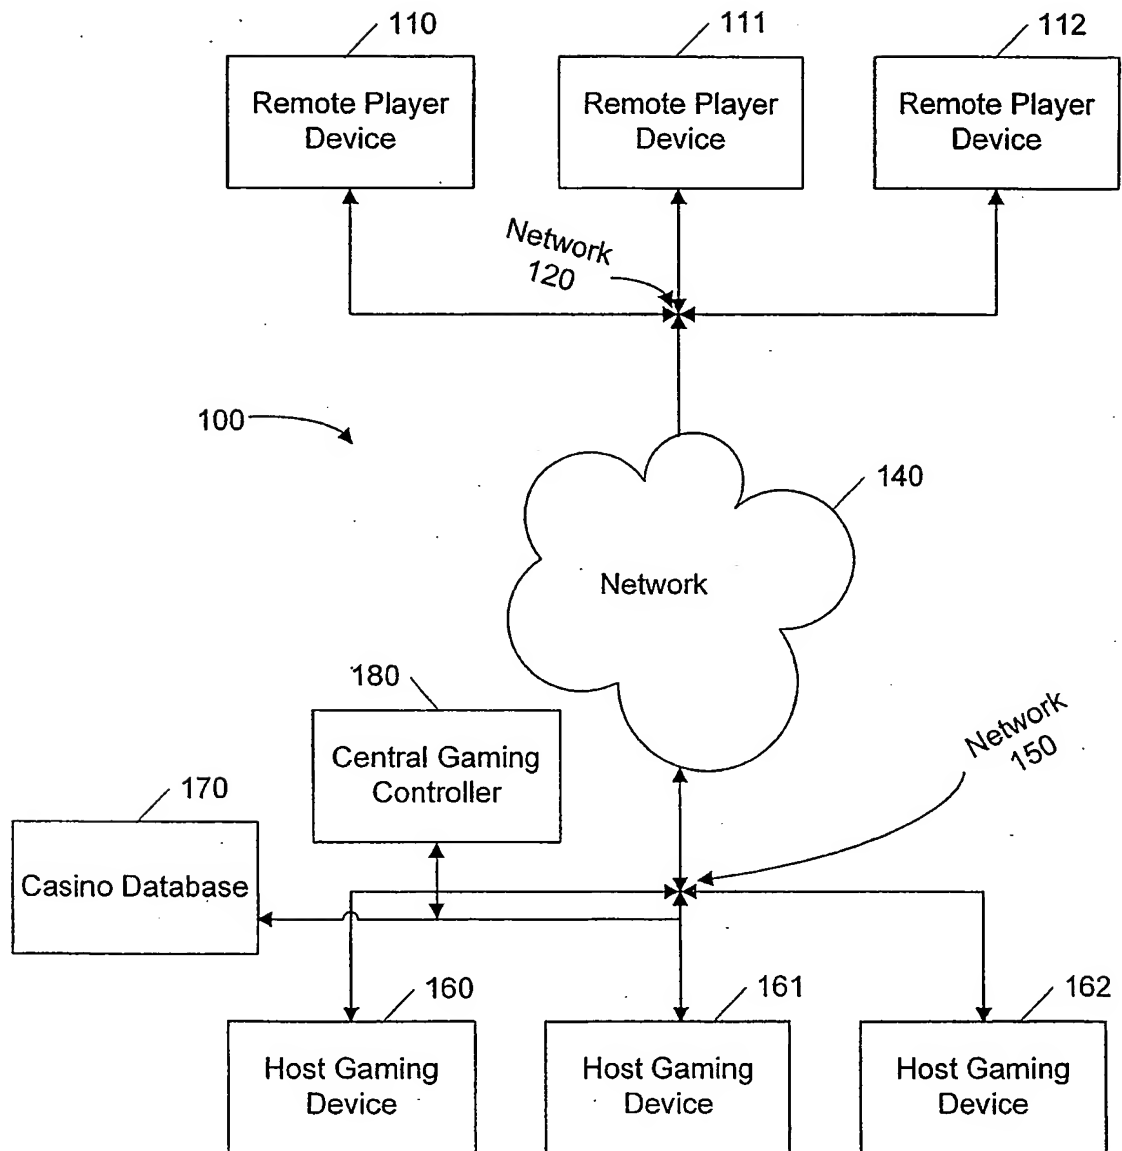 110
111
112
Remote Player
Device
Remote Player
Device
Remote Player
Device
Network
120
100
140
Network
180
Central Gaming
Controller
Network
150
170
Casino Database
160
161
162
Host Gaming
Device
Host Gaming
Device
Host Gaming
Device